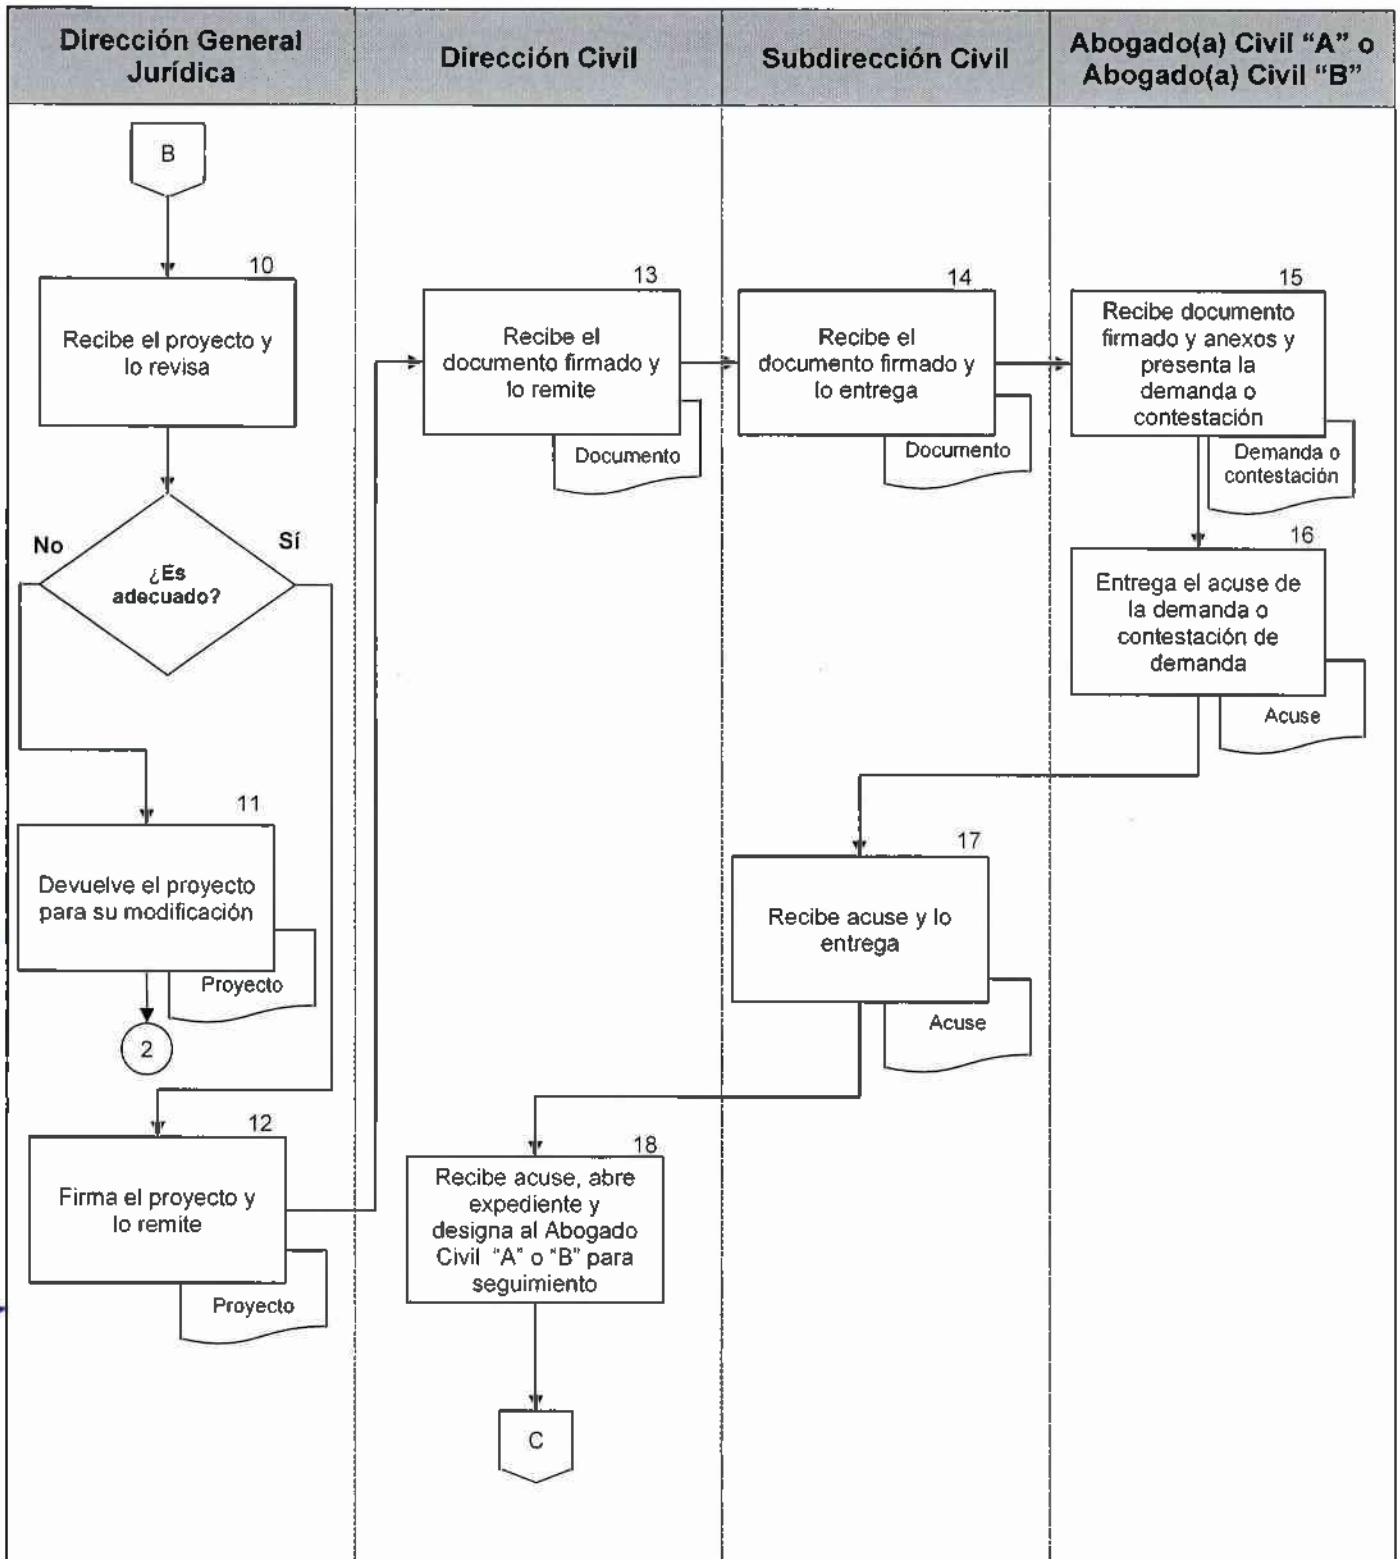 Dirección General
Jurídica
Dirección Civil
Subdirección Civil
Abogado(a) Civil “A” o
Abogado(a) Civil “B”
B
10
Recibe el proyecto y
lo revisa
No
Sí
¿Es
adecuado?
11
Devuelve el proyecto
para su modificación
Proyecto
2
12
Firma el proyecto y
lo remite
Proyecto
13
Recibe el
documento firmado y
lo remite
Documento
14
Recibe el
documento firmado y
lo entrega
Documento
15
Recibe documento
firmado y anexos y
presenta la
demanda o
contestación
Demanda o
contestación
16
Entrega el acuse de
la demanda o
contestación de
demanda
Acuse
17
Recibe acuse y lo
entrega
Acuse
18
Recibe acuse, abre
expediente y
designa al Abogado
Civil “A” o “B” para
seguimiento
C